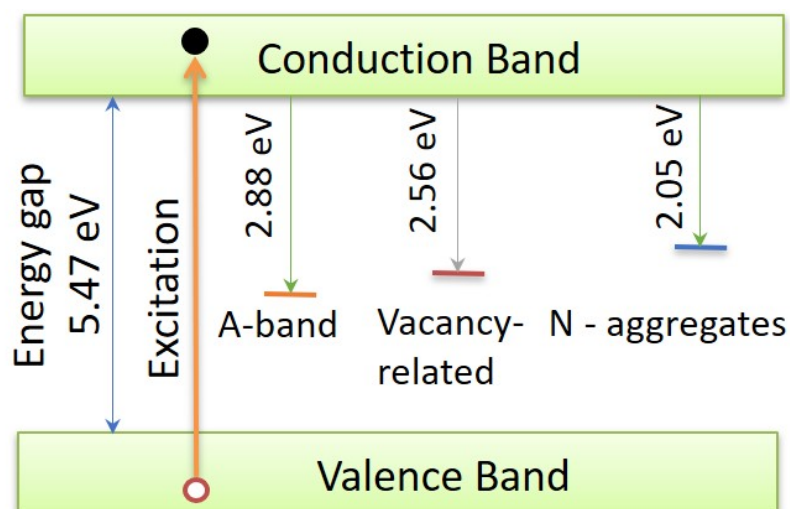 Conduction Band
Energy gap
5.47 eV
Excitation
2.88 eV
2.56 eV
2.05 eV
A-band
Vacancy-
related
N - aggregates
Valence Band